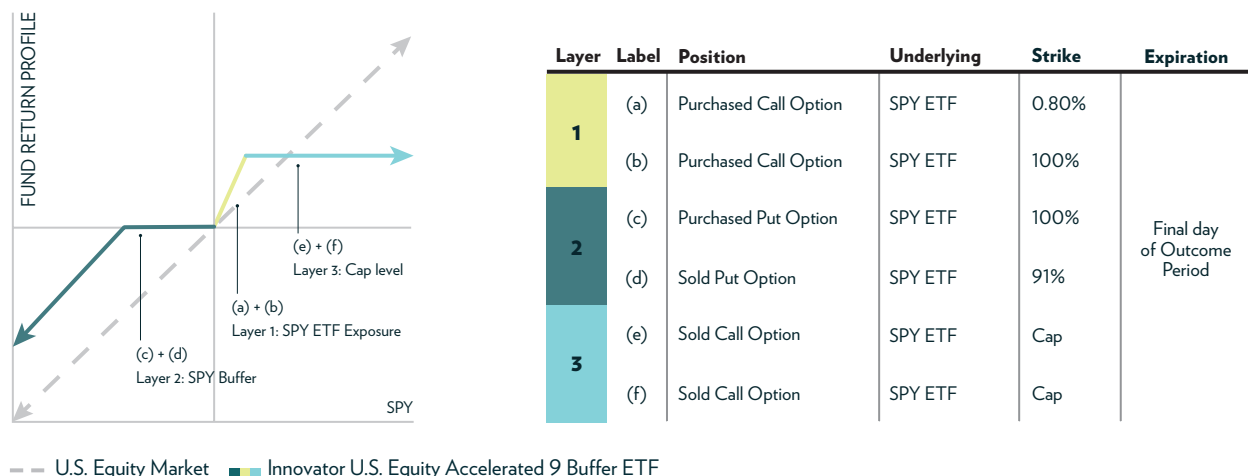 FUND RETURN PROFILE
(e) + (f)
Layer 3: Cap level
(a) + (b)
Layer 1: SPY ETF Exposure
(c) + (d)
Layer 2: SPY Buffer
SPY
U.S. Equity Market
Innovator U.S. Equity Accelerated 9 Buffer ETF
Layer Label Position Underlying Strike Expiration
1
(a) Purchased Call Option SPY ETF 0.80%
(b) Purchased Call Option SPY ETF 100%
2
(c) Purchased Put Option SPY ETF 100%
(d) Sold Put Option SPY ETF 91%
3
(e) Sold Call Option SPY ETF Cap
(f) Sold Call Option SPY ETF Cap
Final day
of Outcome
Period